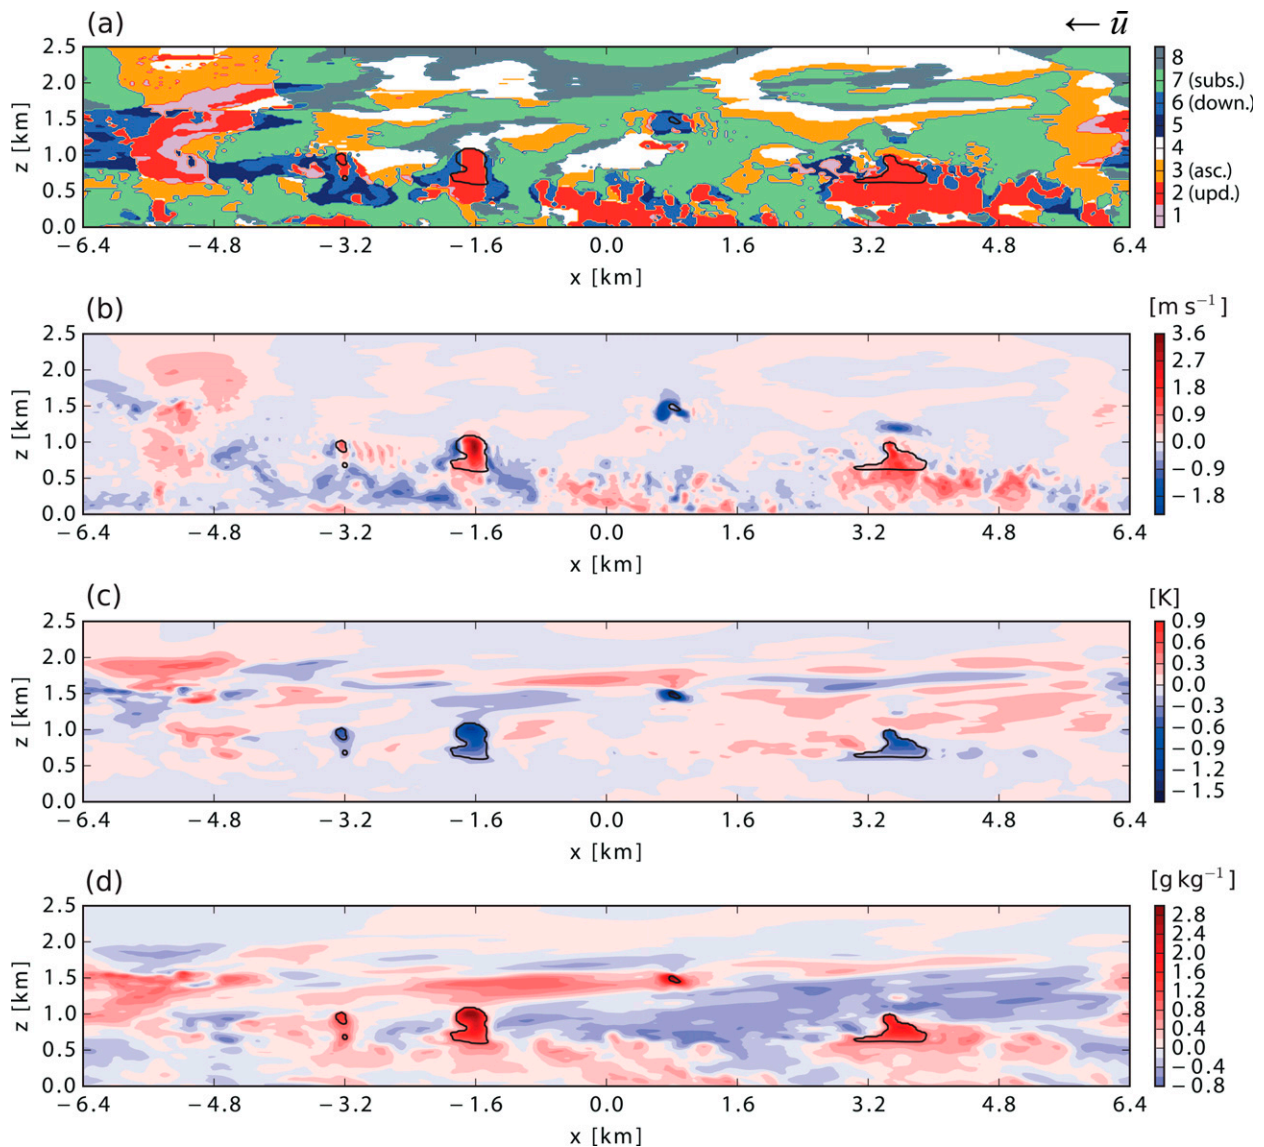 (a)
← ū
2.5
2.0
1.5
1.0
0.5
0.0
z [km]
−6.4 −4.8 −3.2 −1.6 0.0 1.6 3.2 4.8 6.4
x [km]
8
7 (subs.)
6 (down.)
5
4
3 (asc.)
2 (upd.)
1
(b)
[m s⁻¹]
2.5
2.0
1.5
1.0
0.5
0.0
z [km]
−6.4 −4.8 −3.2 −1.6 0.0 1.6 3.2 4.8 6.4
x [km]
3.6
2.7
1.8
0.9
0.0
−0.9
−1.8
(c)
[K]
2.5
2.0
1.5
1.0
0.5
0.0
z [km]
−6.4 −4.8 −3.2 −1.6 0.0 1.6 3.2 4.8 6.4
x [km]
0.9
0.6
0.3
0.0
−0.3
−0.6
−0.9
−1.2
−1.5
(d)
[g kg⁻¹]
2.5
2.0
1.5
1.0
0.5
0.0
z [km]
−6.4 −4.8 −3.2 −1.6 0.0 1.6 3.2 4.8 6.4
x [km]
2.8
2.4
2.0
1.6
1.2
0.8
0.4
0.0
−0.4
−0.8